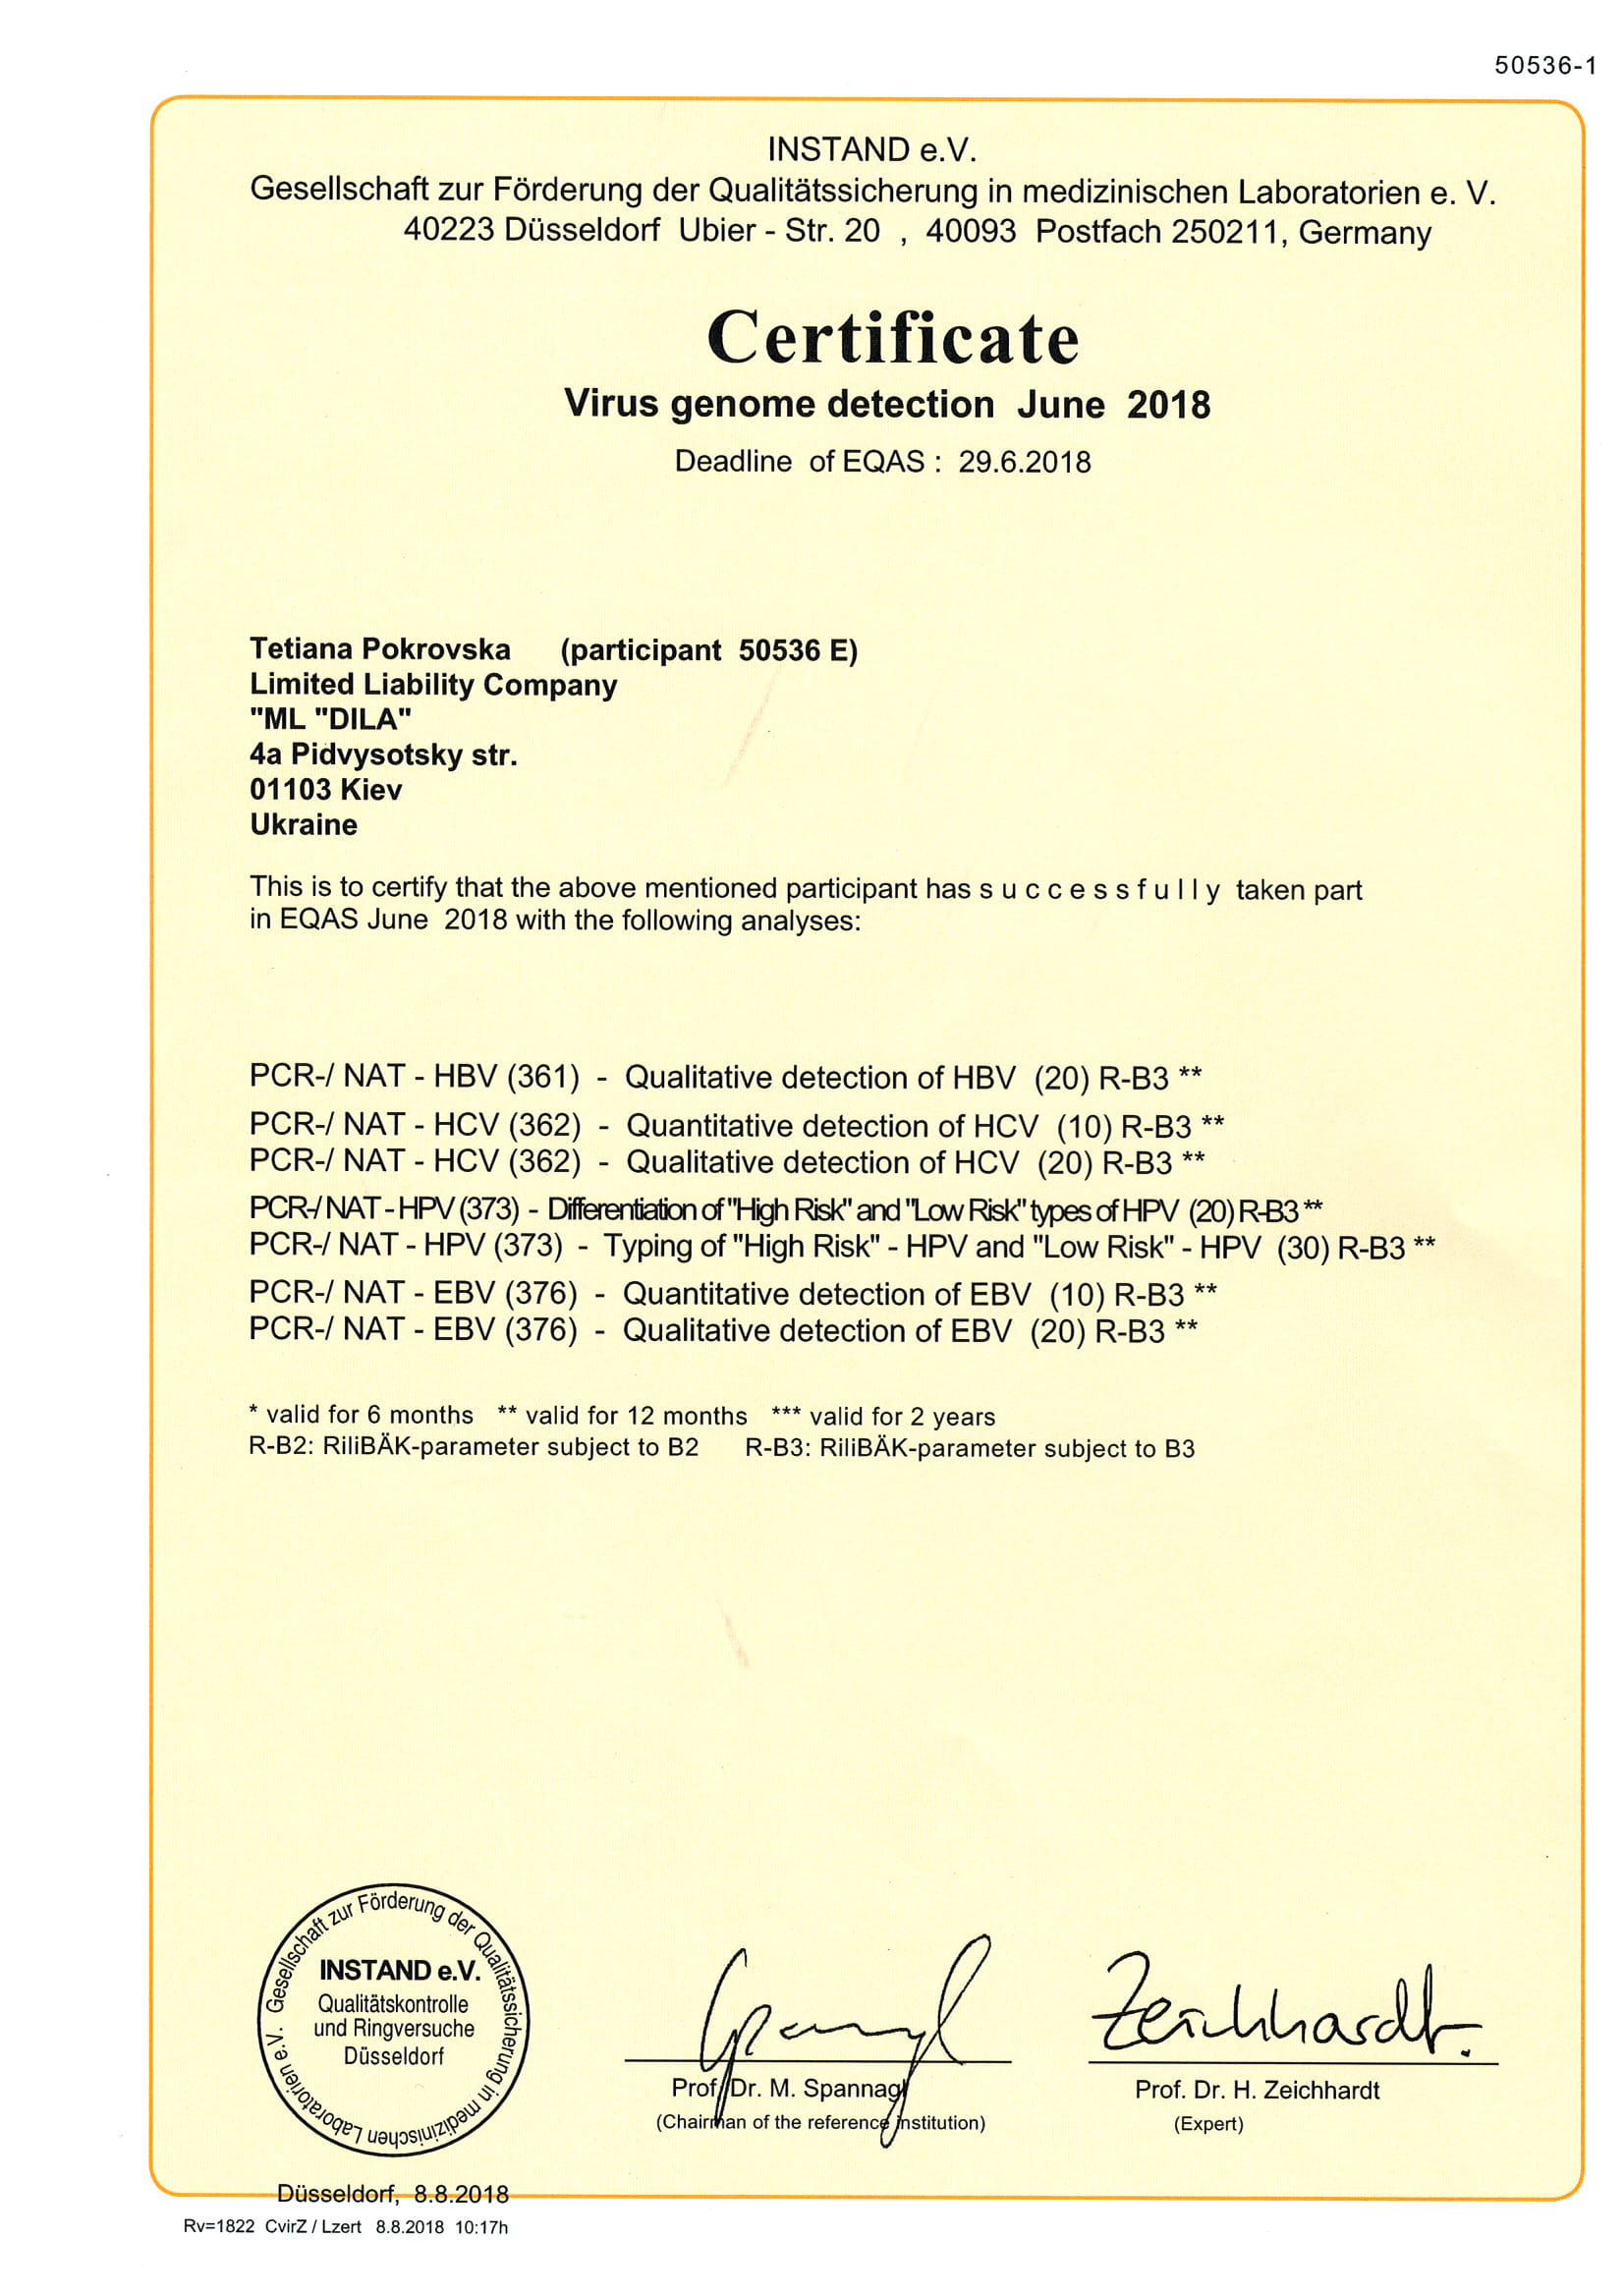 50536-1
INSTAND e.V.
Gesellschaft zur Förderung der Qualitätssicherung in medizinischen Laboratorien e. V.
40223 Düsseldorf Ubier - Str. 20 , 40093 Postfach 250211, Germany
Certificate
Virus genome detection June 2018
Deadline of EQAS : 29.6.2018
Tetiana Pokrovska (participant 50536 E)
Limited Liability Company
"ML "DILA"
4a Pidvysotsky str.
01103 Kiev
Ukraine
This is to certify that the above mentioned participant has s u c c e s s f u l l y taken part
in EQAS June 2018 with the following analyses:
PCR-/ NAT - HBV (361) - Qualitative detection of HBV (20) R-B3 **
PCR-/ NAT - HCV (362) - Quantitative detection of HCV (10) R-B3 **
PCR-/ NAT - HCV (362) - Qualitative detection of HCV (20) R-B3 **
PCR-/ NAT - HPV (373) - Differentiation of "High Risk" and "Low Risk" types of HPV (20) R-B3 **
PCR-/ NAT - HPV (373) - Typing of "High Risk" - HPV and "Low Risk" - HPV (30) R-B3 **
PCR-/ NAT - EBV (376) - Quantitative detection of EBV (10) R-B3 **
PCR-/ NAT - EBV (376) - Qualitative detection of EBV (20) R-B3 **
* valid for 6 months ** valid for 12 months *** valid for 2 years
R-B2: RiliBÄK-parameter subject to B2 R-B3: RiliBÄK-parameter subject to B3
Gesellschaft zur Förderung der Qualitätssicherung in medizinischen Laboratorien e.V.
INSTAND e.V.
Qualitätskontrolle
und Ringversuche
Düsseldorf
Zeichhardt.
Prof. Dr. M. Spannagl
(Chairman of the reference institution)
Prof. Dr. H. Zeichhardt
(Expert)
Düsseldorf, 8.8.2018
Rv=1822 CvirZ / Lzert 8.8.2018 10:17h